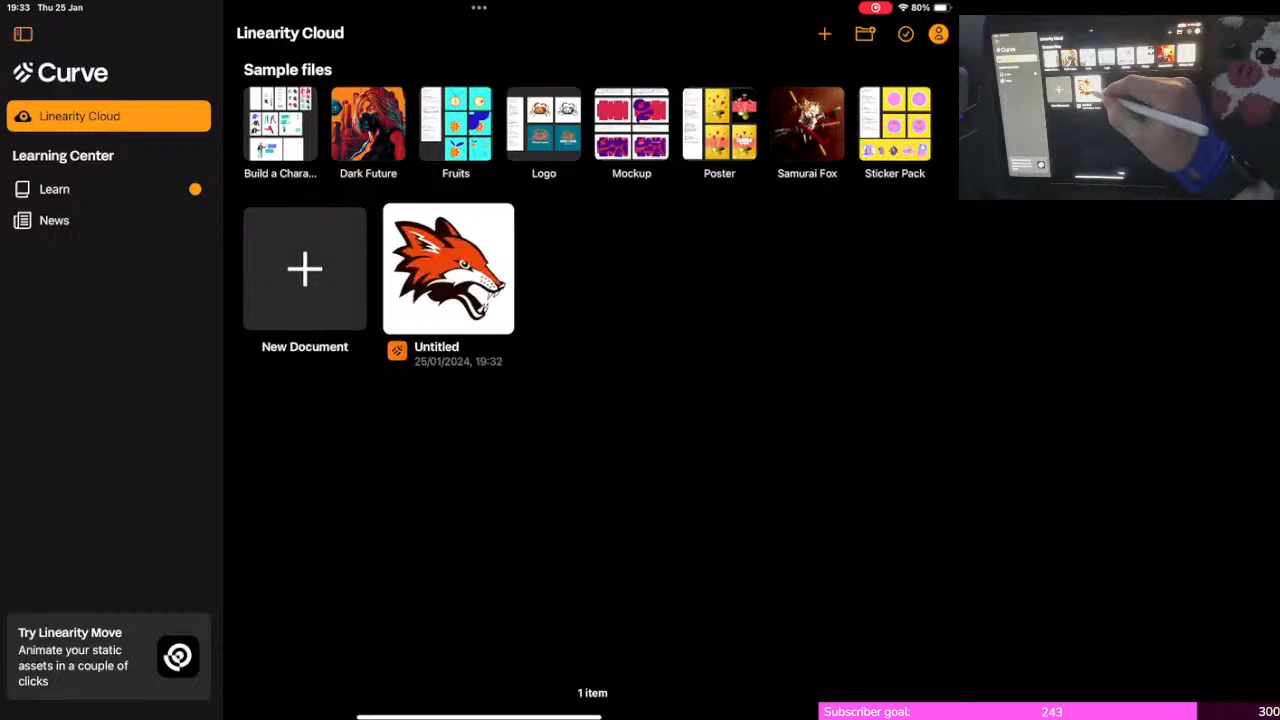 19:33 Thu 25 Jan
80%
Curve
Linearity Cloud
Learning Center
Learn
News
Try Linearity Move
Animate your static
assets in a couple of
clicks
Linearity Cloud
Sample files
Build a Chara...
Dark Future
Fruits
Logo
Mockup
Poster
Samurai Fox
Sticker Pack
New Document
Untitled
25/01/2024, 19:32
1 item
Curve
Subscriber goal: 243 300